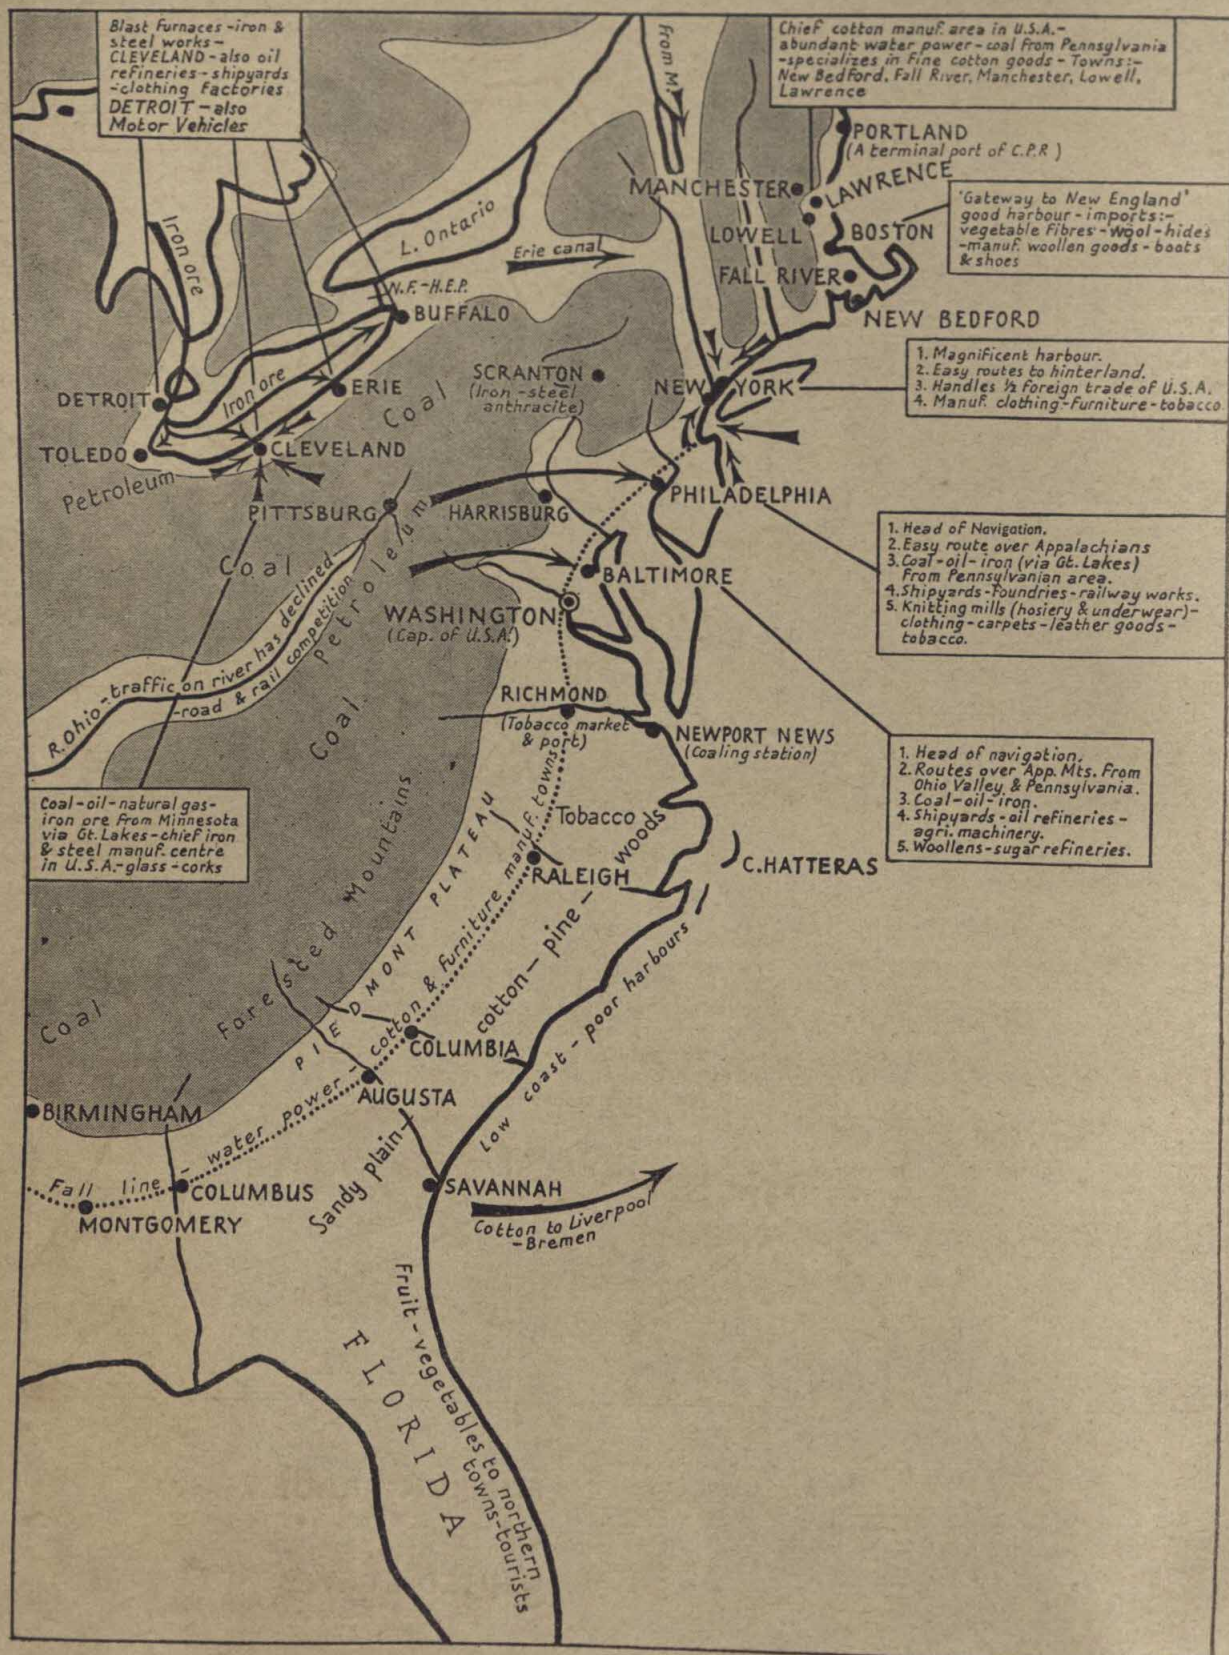 Blast Furnaces-iron &
steel works-
CLEVELAND-also oil
refineries-shipyards
-clothing Factories
DETROIT-also
Motor Vehicles
From M.
Chief cotton manuf. area in U.S.A.-
abundant water power-coal from Pennsylvania
-specializes in Fine cotton goods-Towns:-
New Bedford, Fall River, Manchester, Lowell,
Lawrence
PORTLAND
(A terminal port of C.P.R.)
MANCHESTER
LAWRENCE
LOWELL
BOSTON
'Gateway to New England'
good harbour-imports:-
vegetable fibres-wool-hides
-manuf. woollen goods-boots
& shoes
FALL RIVER
NEW BEDFORD
Iron ore
L. Ontario
Erie canal
N.F.-H.E.P.
BUFFALO
DETROIT
Iron ore
ERIE
Coal
SCRANTON
(Iron-steel
anthracite)
NEW YORK
1. Magnificent harbour.
2. Easy routes to hinterland.
3. Handles ½ foreign trade of U.S.A.
4. Manuf. clothing-furniture-tobacco
TOLEDO
CLEVELAND
Petroleum
PITTSBURG
HARRISBURG
PHILADELPHIA
1. Head of Navigation.
2. Easy route over Appalachians
3. Coal-oil-iron (via Gt. Lakes)
From Pennsylvanian area.
4. Shipyards-foundries-railway works.
5. Knitting mills (hosiery & underwear)-
clothing-carpets-leather goods-
tobacco.
Coal
Petroleum
BALTIMORE
WASHINGTON
(Cap. of U.S.A.)
R. Ohio-traffic on river has declined
-road & rail competition
Coal
RICHMOND
(Tobacco market
& port)
NEWPORT NEWS
(Coaling station)
1. Head of navigation.
2. Routes over App. Mts. From
Ohio Valley & Pennsylvania.
3. Coal-oil-iron.
4. Shipyards-oil refineries-
agri. machinery.
5. Woollens-sugar refineries.
Coal-oil-natural gas-
iron ore from Minnesota
via Gt. Lakes-chief iron
& steel manuf. centre
in U.S.A.-glass-corks
Tobacco
RALEIGH
C. HATTERAS
Forested Mountains
PIEDMONT PLATEAU
Coal
Fall line - water power - cotton & furniture manuf. towns
Sandy plain - cotton - pine - woods
Low coast - poor harbours
COLUMBIA
AUGUSTA
BIRMINGHAM
COLUMBUS
MONTGOMERY
SAVANNAH
Cotton to Liverpool
-Bremen
Fruit-vegetables to northern
towns-tourists
FLORIDA